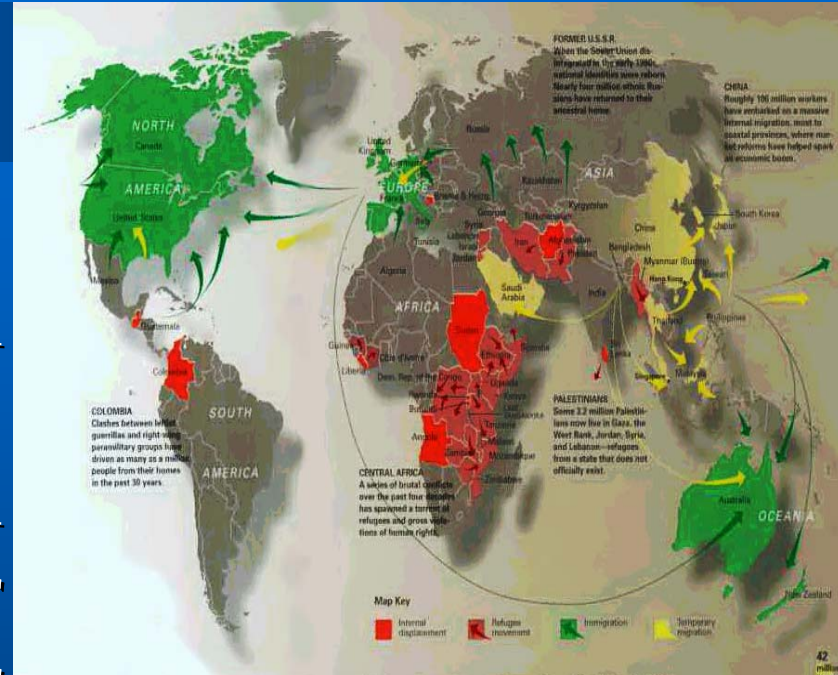 FORMER U.S.S.R.
When the Soviet Union dis-
integrated in the early 1990s,
national identities were reborn.
Nearly four million ethnic Rus-
sians have returned to their
ancestral home.
CHINA
Roughly 106 million workers
have embarked on a massive
internal migration, most to
coastal provinces, where mar-
ket reforms have helped spark
an economic boom.
NORTH
AMERICA
Canada
United States
Mexico
Guatemala
Colombia
SOUTH
AMERICA
COLOMBIA
Clashes between leftist
guerrillas and right-wing
paramilitary groups have
driven as many as a million
people from their homes
in the past 30 years.
United
Kingdom
Germany
EUROPE
France
Italy
Bosnia & Herzg.
Russia
ASIA
Kazakhstan
Kyrgyzstan
Georgia
Turkmenistan
Syria
Lebanon
Israel
Jordan
Iran
Afghanistan
Pakistan
Tunisia
Algeria
AFRICA
Saudi
Arabia
India
Bangladesh
China
Myanmar (Burma)
Hong Kong
Taiwan
South Korea
Japan
Thailand
Philippines
Singapore
Malaysia
Sri
Lanka
Guinea
Liberia
Côte d'Ivoire
Sudan
Ethiopia
Somalia
Dem. Rep. of the Congo
Uganda
Rwanda
Kenya
Burundi
Tanzania
Angola
Zambia
Malawi
Mozambique
Zimbabwe
CENTRAL AFRICA
A series of brutal conflicts
over the past four decades
has spawned a torrent of
refugees and gross viola-
tions of human rights.
PALESTINIANS
Some 3.2 million Palestin-
ians now live in Gaza, the
West Bank, Jordan, Syria,
and Lebanon—refugees
from a state that does not
officially exist.
Australia
OCEANIA
New Zealand
Map Key
Internal
displacement
Refugee
movement
Immigration
Temporary
migration
42